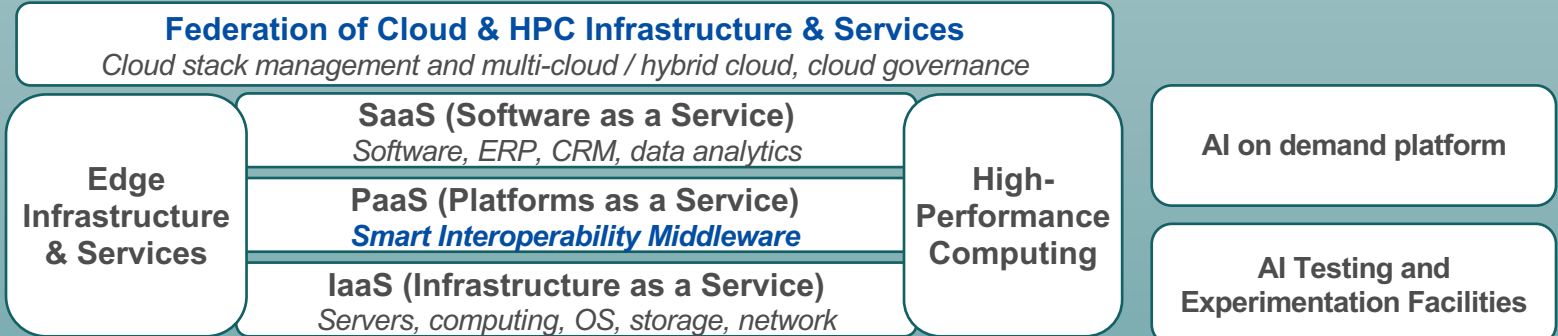 Federation of Cloud & HPC Infrastructure & Services
Cloud stack management and multi-cloud / hybrid cloud, cloud governance
Edge
Infrastructure
& Services
SaaS (Software as a Service)
Software, ERP, CRM, data analytics
PaaS (Platforms as a Service)
Smart Interoperability Middleware
IaaS (Infrastructure as a Service)
Servers, computing, OS, storage, network
High-
Performance
Computing
AI on demand platform
AI Testing and
Experimentation Facilities